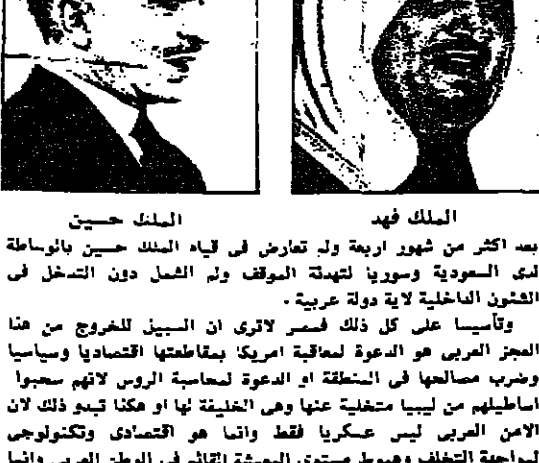 الملك فهد
الملك حسين
بعد اكثر من شهور اربعة ولم تعارض فى قياه الملك حسين بالوساطة
لدى السعودية وسوريا لتهدئة الموقف ولم الشمل دون التدخل فى
الشئون الداخلية لاية دولة عربية .
وتأسيسا على كل ذلك فمصر لاترى ان السبيل للخروج من هذا
العجز العربى هو الدعوة لمعاقبة امريكا بمقاطعتها اقتصاديا وسياسيا
وضرب مصالحها فى المنطقة او الدعوة لمحاسبة الروس لانهم سحبوا
اساطيلهم من ليبيا متخلية عنها وهى الحليفة لها او هكذا تبدو ذلك لان
الامن العربى ليس عسكريا فقط وانما هو اقتصادى وتكنولوجى
لمواجهة التخلف وهبوط مستوى المعيشة القائم فى الوطن العربى وانما